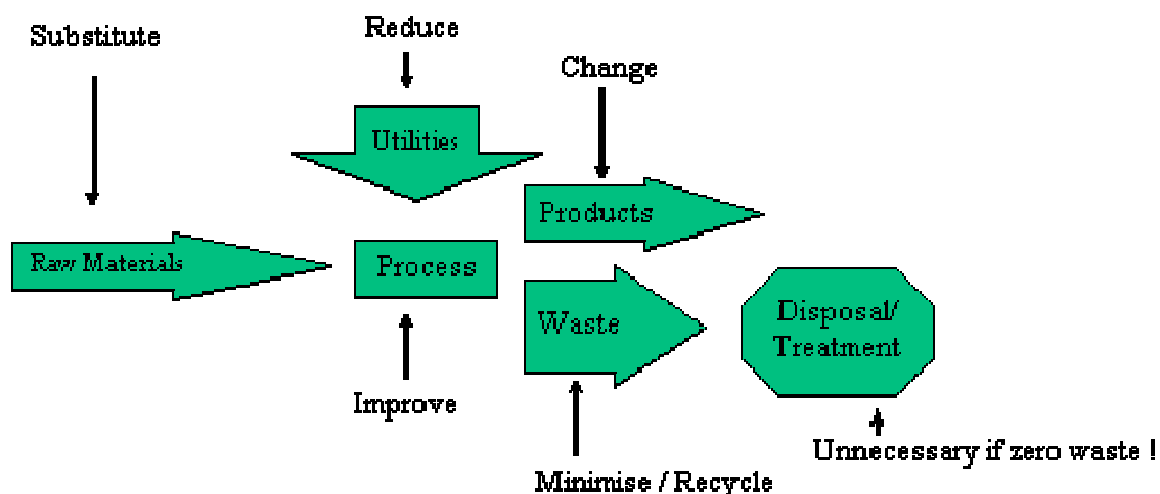 Substitute
Reduce
Change
Utilities
Products
Raw Materials
Process
Waste
Disposal/
Treatment
Improve
Unnecessary if zero waste !
Minimise / Recycle